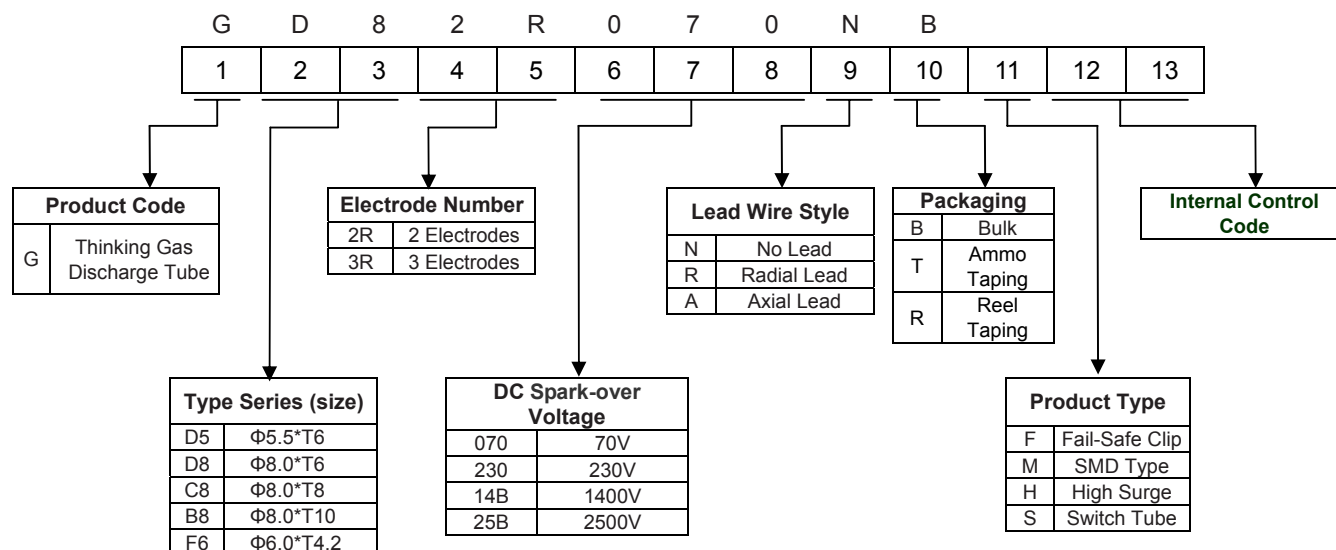 G D 8 2 R 0 7 0 N B
1 2 3 4 5 6 7 8 9 10 11 12 13
Product Code
G Thinking Gas
Discharge Tube
Electrode Number
2R 2 Electrodes
3R 3 Electrodes
Lead Wire Style
N No Lead
R Radial Lead
A Axial Lead
Packaging
B Bulk
T Ammo
Taping
R Reel
Taping
Internal Control
Code
Type Series (size)
D5 Φ5.5*T6
D8 Φ8.0*T6
C8 Φ8.0*T8
B8 Φ8.0*T10
F6 Φ6.0*T4.2
DC Spark-over
Voltage
070 70V
230 230V
14B 1400V
25B 2500V
Product Type
F Fail-Safe Clip
M SMD Type
H High Surge
S Switch Tube